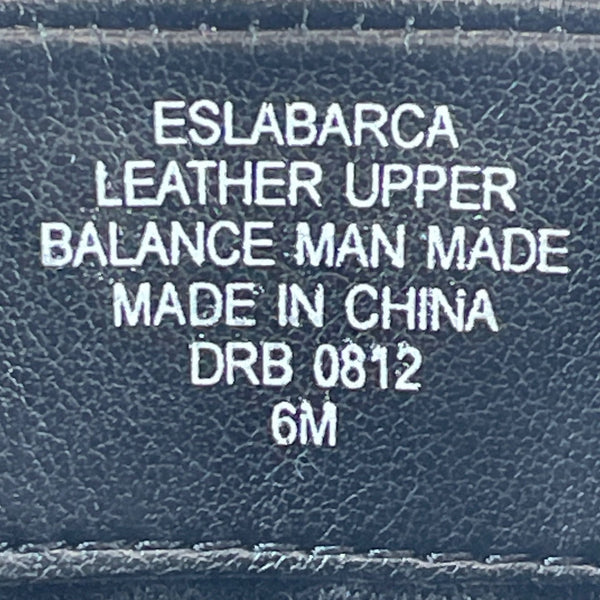 ESLABARCA
LEATHER UPPER
BALANCE MAN MADE
MADE IN CHINA
DRB 0812
6M